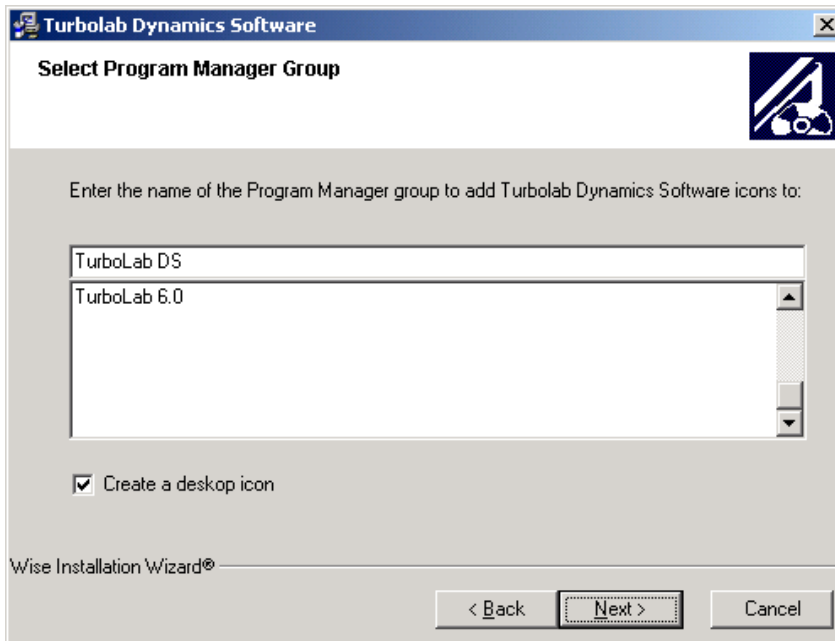 Turbolab Dynamics Software
Select Program Manager Group
Enter the name of the Program Manager group to add Turbolab Dynamics Software icons to:
TurboLab DS
TurboLab 6.0
Create a deskop icon
Wise Installation Wizard®
< Back Next > Cancel